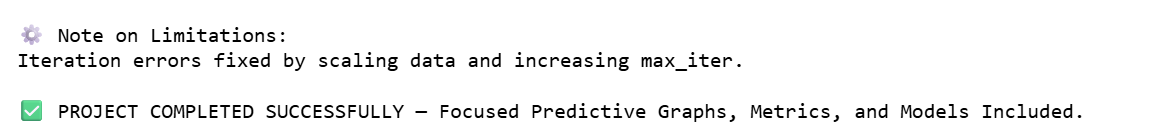 ⚙️ Note on Limitations:
Iteration errors fixed by scaling data and increasing max_iter.
✅ PROJECT COMPLETED SUCCESSFULLY — Focused Predictive Graphs, Metrics, and Models Included.